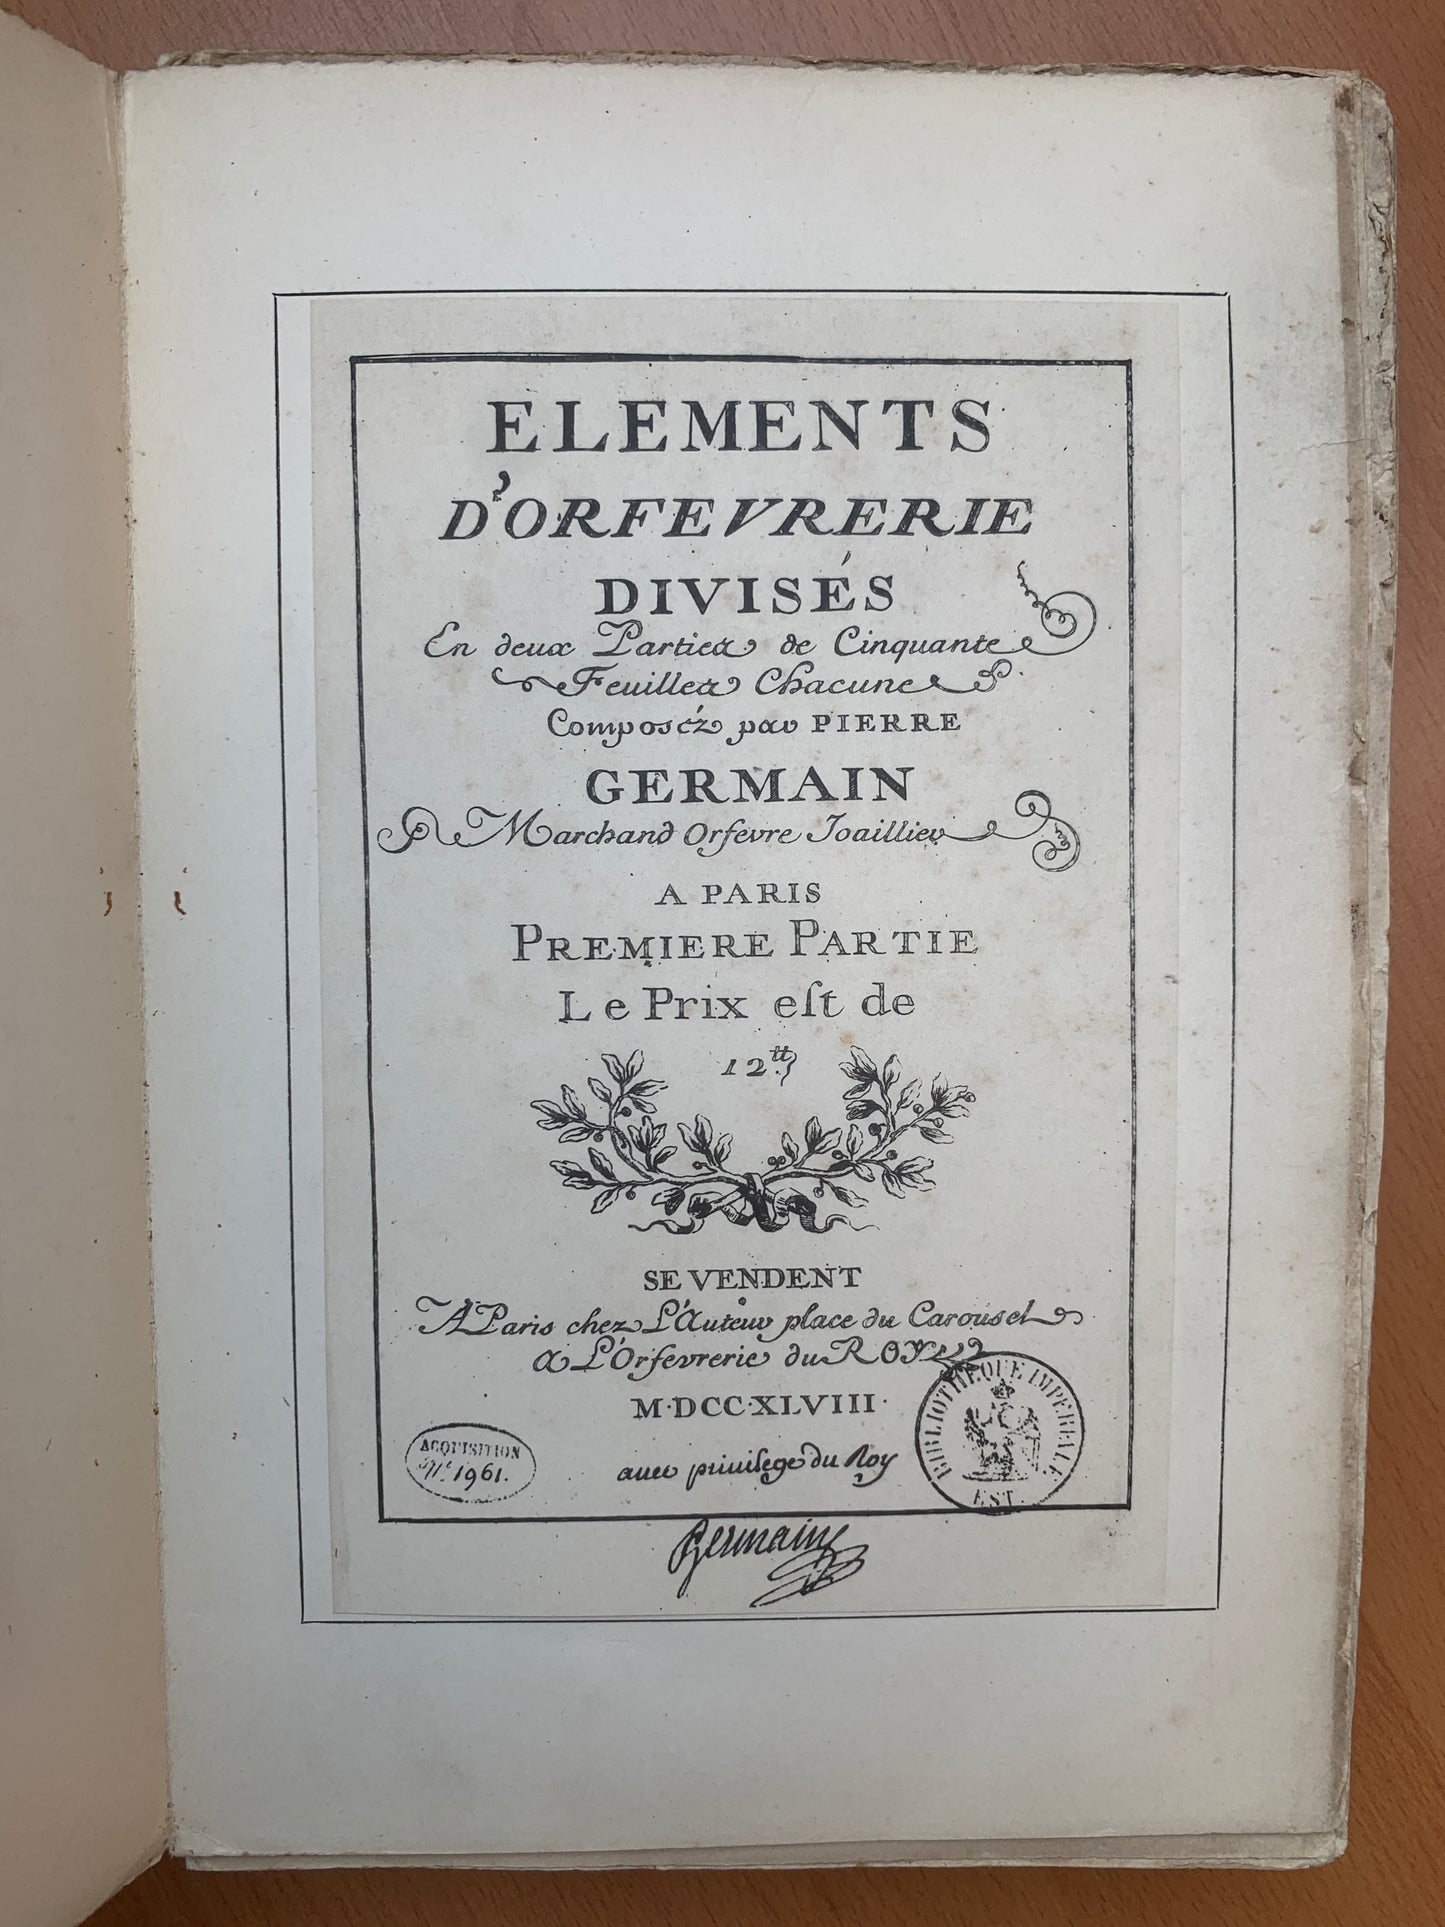 ELEMENTS
D'ORFEVRERIE
DIVISÉS
En deux Parties de Cinquante
Feuilles Chacune
Composéz par PIERRE
GERMAIN
Marchand Orfevre Joaillier
A PARIS
PREMIERE PARTIE
Le Prix eſt de
12tt
SE VENDENT
A Paris chez L'Auteur place du Carousel
a L'Orfevrerie du ROY
M·DCC·XLVIII·
avec privilege du Roy
ACQUISITION
No 1961.
BIBLIOTHEQUE IMPERIALE
EST.
Germain